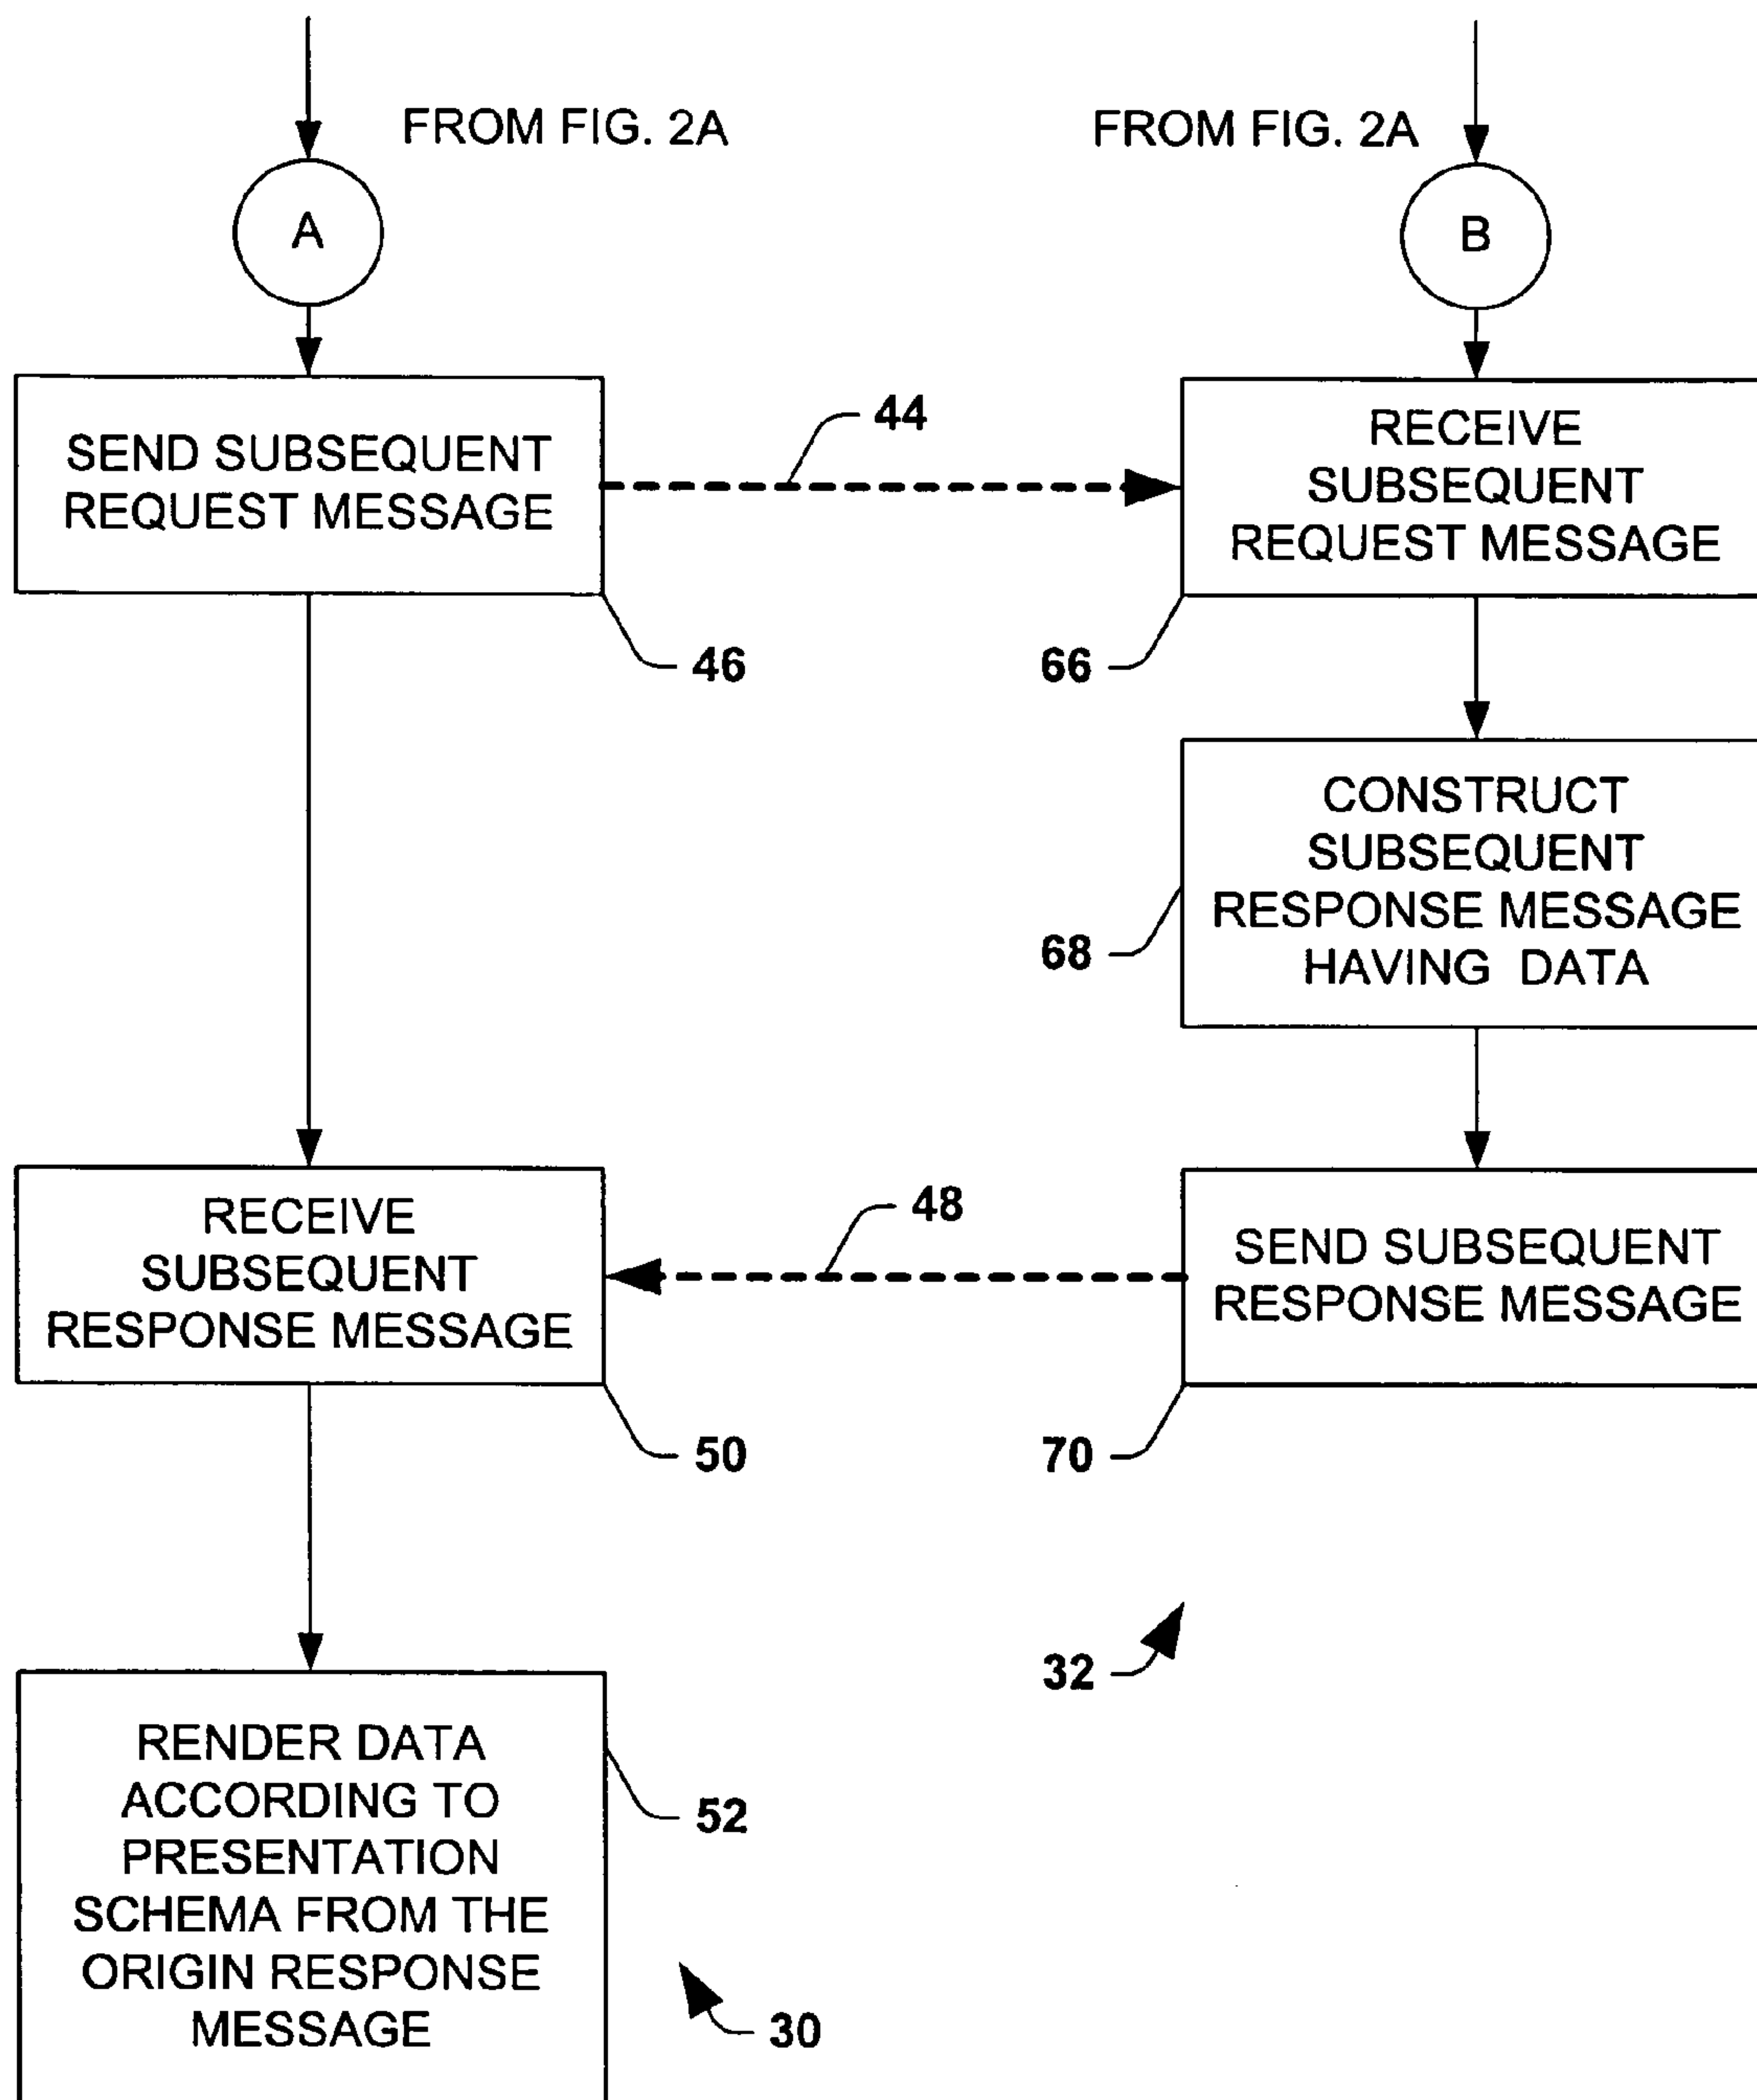 FROM FIG. 2A
FROM FIG. 2A
A
B
SEND SUBSEQUENT
REQUEST MESSAGE
44
RECEIVE
SUBSEQUENT
REQUEST MESSAGE
46
66
CONSTRUCT
SUBSEQUENT
RESPONSE MESSAGE
HAVING DATA
68
RECEIVE
SUBSEQUENT
RESPONSE MESSAGE
48
SEND SUBSEQUENT
RESPONSE MESSAGE
50
70
32
RENDER DATA
ACCORDING TO
PRESENTATION
SCHEMA FROM THE
ORIGIN RESPONSE
MESSAGE
52
30